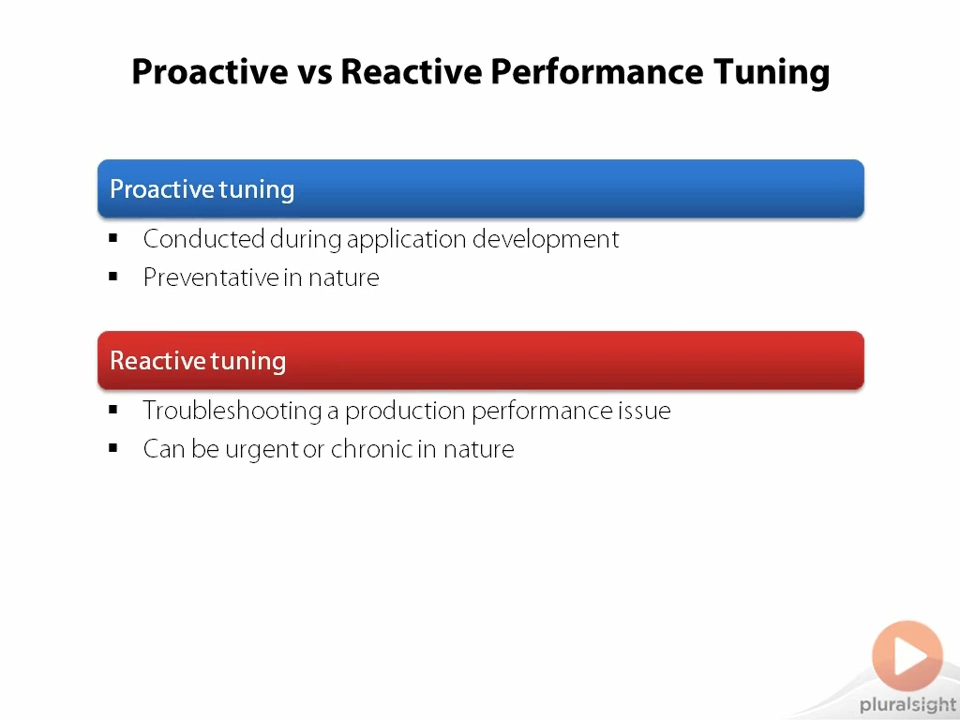 Proactive vs Reactive Performance Tuning
Proactive tuning
▪ Conducted during application development
▪ Preventative in nature
Reactive tuning
▪ Troubleshooting a production performance issue
▪ Can be urgent or chronic in nature
pluralsight